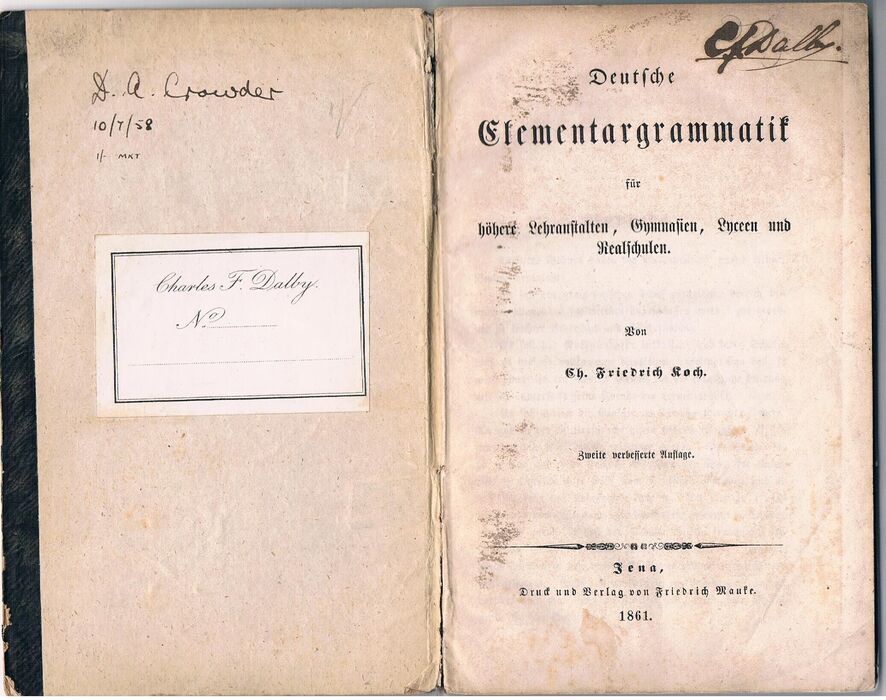 D. A. Crowder
10/7/58
1/- MKT
Charles F. Dalby.
No
C f Dalby.
Deutsche
Elementargrammatik
für
höhere Lehranstalten, Gymnasien, Lyceen und
Realschulen.
Von
Ch. Friedrich Koch.
Zweite verbesserte Auflage.
Jena,
Druck und Verlag von Friedrich Mauke.
1861.